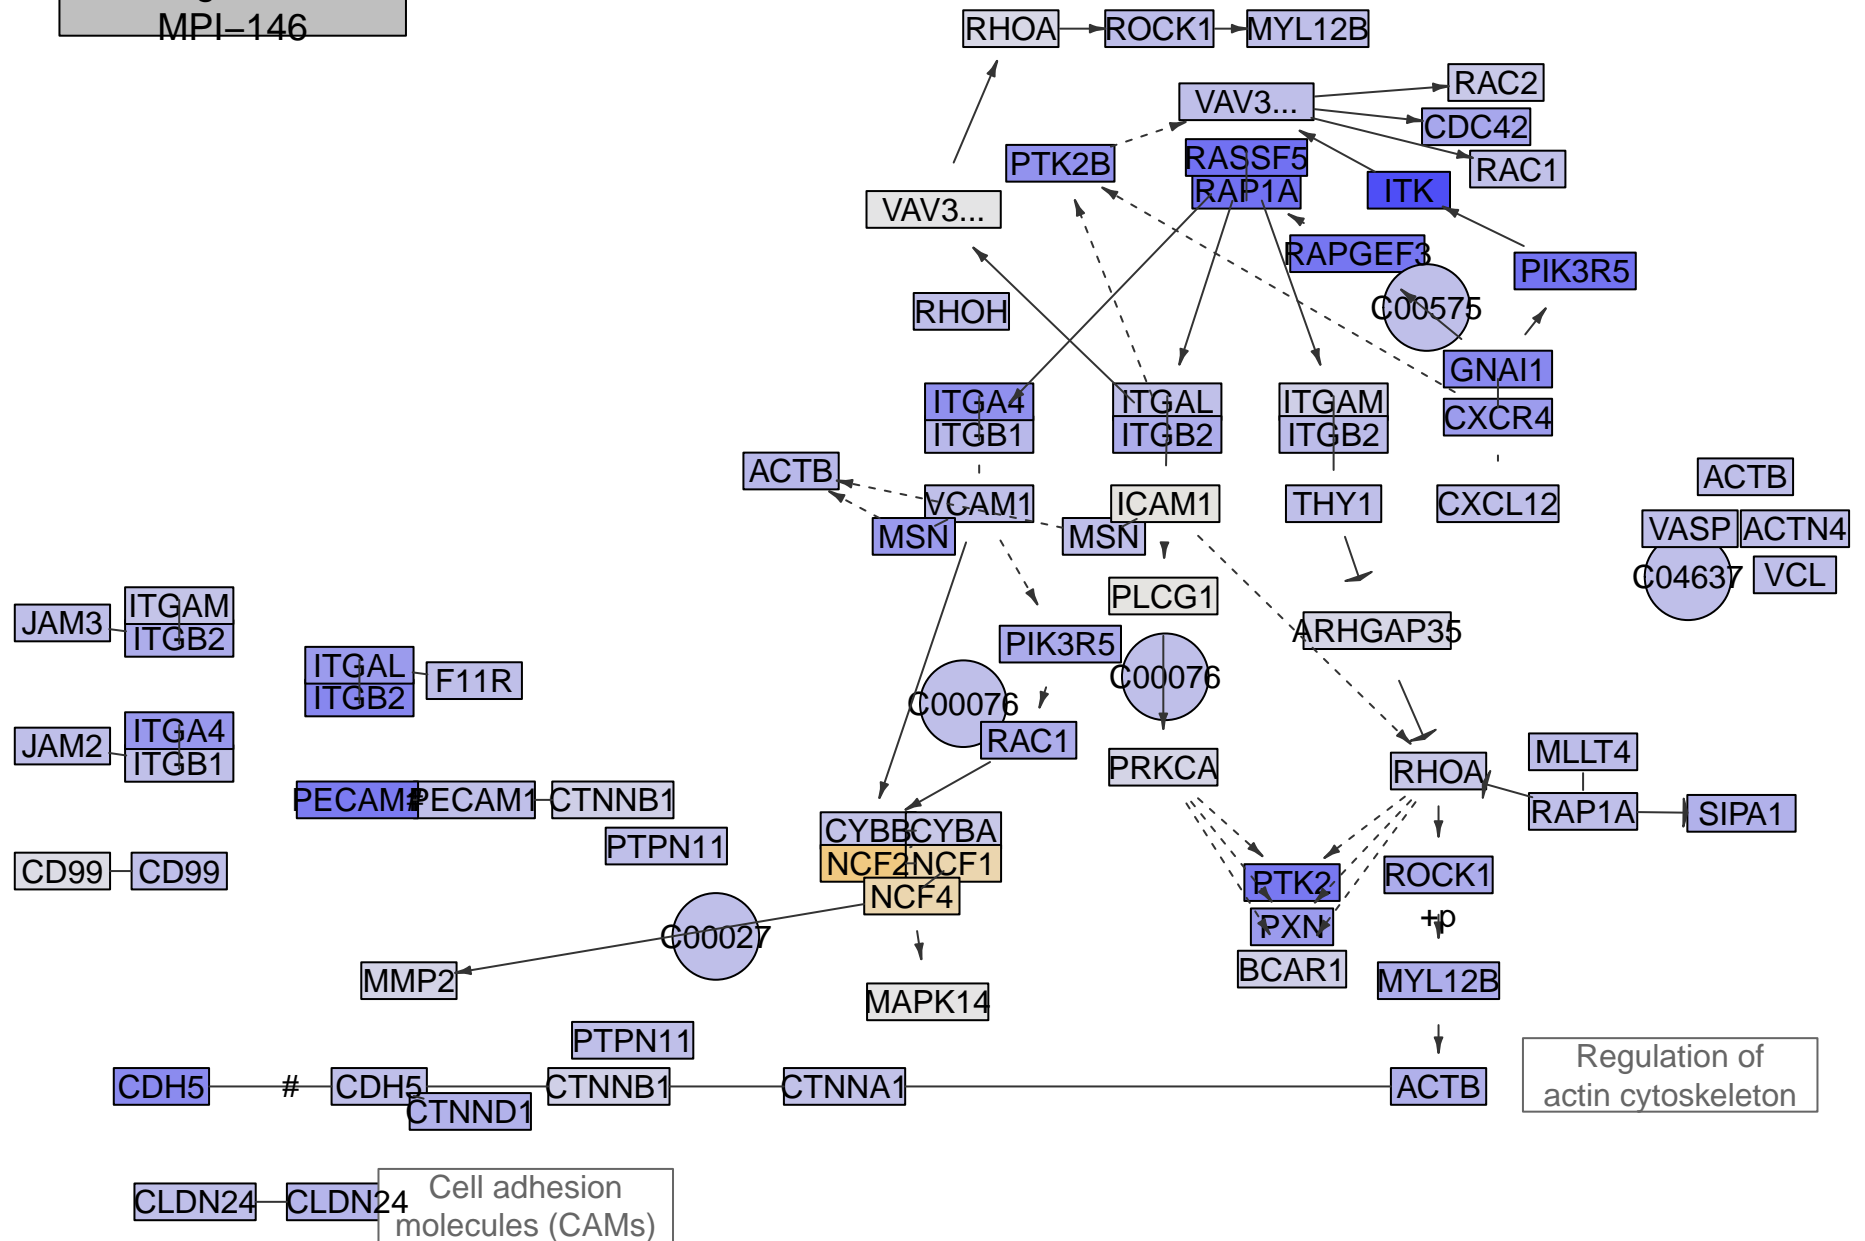 MPI–146
RHOA
ROCK1
MYL12B
RAC2
VAV3...
CDC42
PTK2B
RASSF5
RAC1
RAP1A
ITK
VAV3...
RAPGEF3
PIK3R5
C00575
RHOH
GNAI1
ITGA4
ITGAL
ITGAM
CXCR4
ITGB1
ITGB2
ITGB2
ACTB
ACTB
VCAM1
ICAM1
THY1
CXCL12
MSN
MSN
VASP
ACTN4
C04637
VCL
PLCG1
ITGAM
JAM3
ITGB2
ARHGAP35
PIK3R5
ITGAL
F11R
C00076
ITGB2
C00076
ITGA4
JAM2
RAC1
ITGB1
PRKCA
RHOA
MLLT4
PECAM1
#
PECAM1
CTNNB1
RAP1A
SIPA1
CYBB
CYBA
PTPN11
NCF2
NCF1
CD99
CD99
PTK2
ROCK1
NCF4
+p
PXN
C00027
BCAR1
MMP2
MYL12B
MAPK14
PTPN11
Regulation of
actin cytoskeleton
CDH5
#
CDH5
CTNNB1
CTNNA1
ACTB
CTNND1
CLDN24
CLDN24
Cell adhesion
molecules (CAMs)